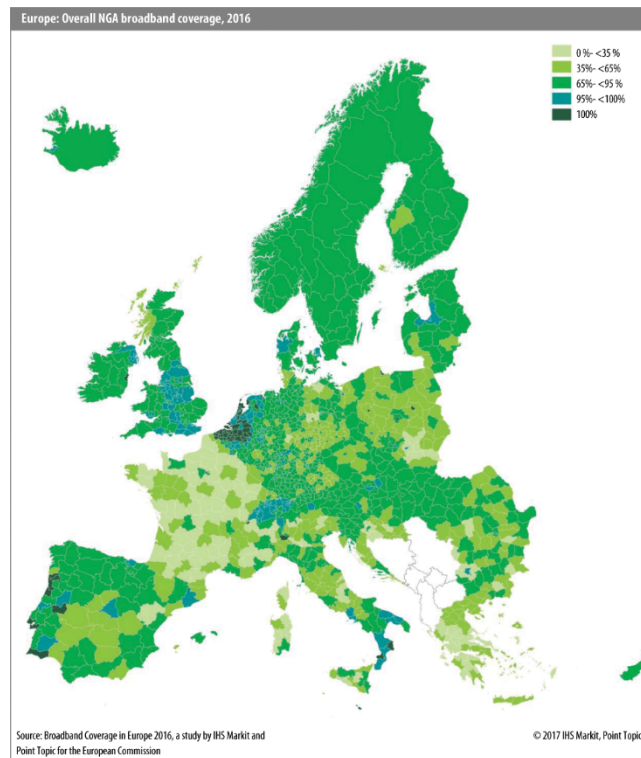 Europe: Overall NGA broadband coverage, 2016
0 %- <35 %
35%- <65%
65%- <95 %
95%- <100%
100%
Source: Broadband Coverage in Europe 2016, a study by IHS Markit and
Point Topic for the European Commission
© 2017 IHS Markit, Point Topic